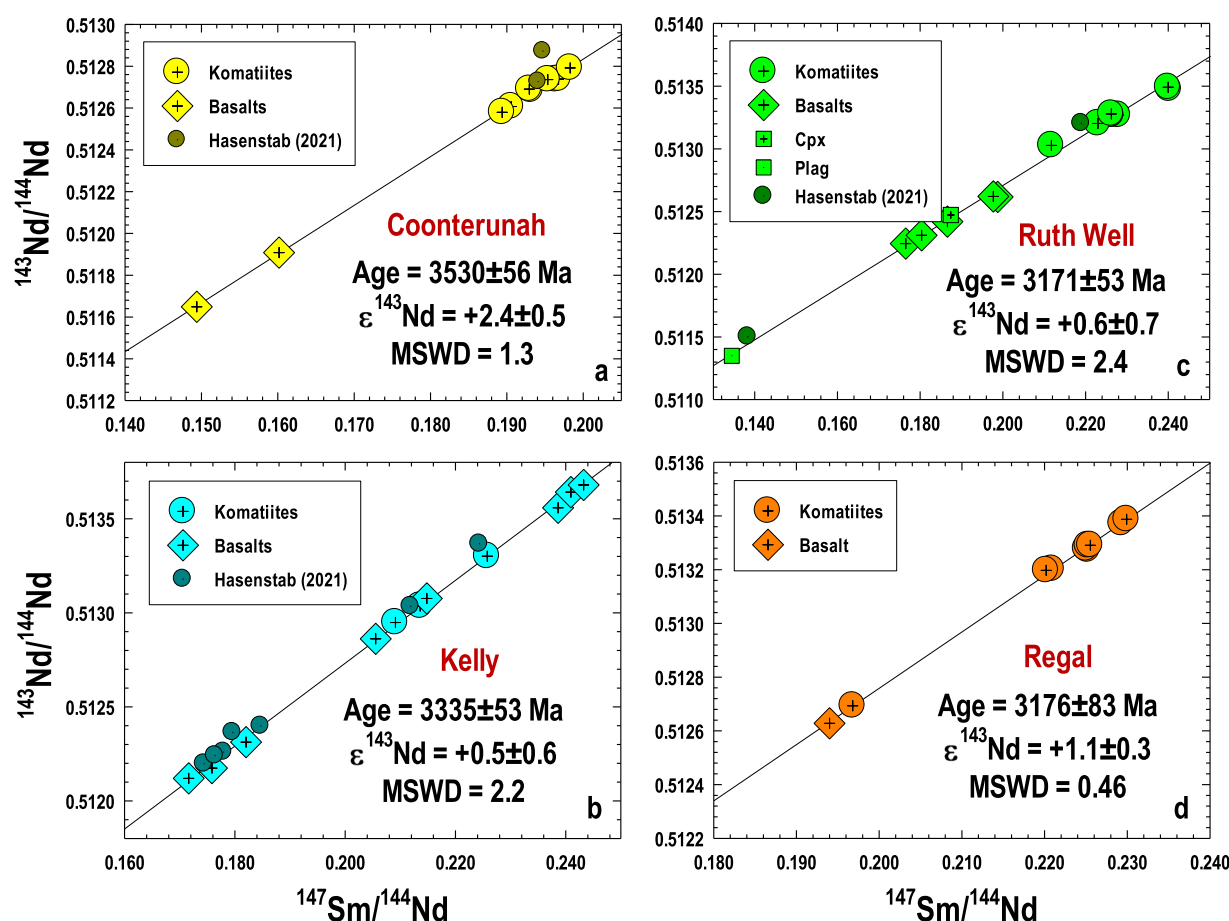 ¹⁴³Nd/¹⁴⁴Nd
0.5130
0.5128
0.5126
0.5124
0.5122
0.5120
0.5118
0.5116
0.5114
0.5112
Komatiites
Basalts
Hasenstab (2021)
Coonterunah
Age = 3530±56 Ma
ε¹⁴³Nd = +2.4±0.5
MSWD = 1.3
a
0.140 0.150 0.160 0.170 0.180 0.190 0.200
0.5140
0.5135
0.5130
0.5125
0.5120
0.5115
0.5110
Komatiites
Basalts
Cpx
Plag
Hasenstab (2021)
Ruth Well
Age = 3171±53 Ma
ε¹⁴³Nd = +0.6±0.7
MSWD = 2.4
c
0.140 0.160 0.180 0.200 0.220 0.240
¹⁴³Nd/¹⁴⁴Nd
0.5135
0.5130
0.5125
0.5120
Komatiites
Basalts
Hasenstab (2021)
Kelly
Age = 3335±53 Ma
ε¹⁴³Nd = +0.5±0.6
MSWD = 2.2
b
0.160 0.180 0.200 0.220 0.240
¹⁴⁷Sm/¹⁴⁴Nd
0.5136
0.5134
0.5132
0.5130
0.5128
0.5126
0.5124
0.5122
Komatiites
Basalt
Regal
Age = 3176±83 Ma
ε¹⁴³Nd = +1.1±0.3
MSWD = 0.46
d
0.180 0.190 0.200 0.210 0.220 0.230 0.240
¹⁴⁷Sm/¹⁴⁴Nd